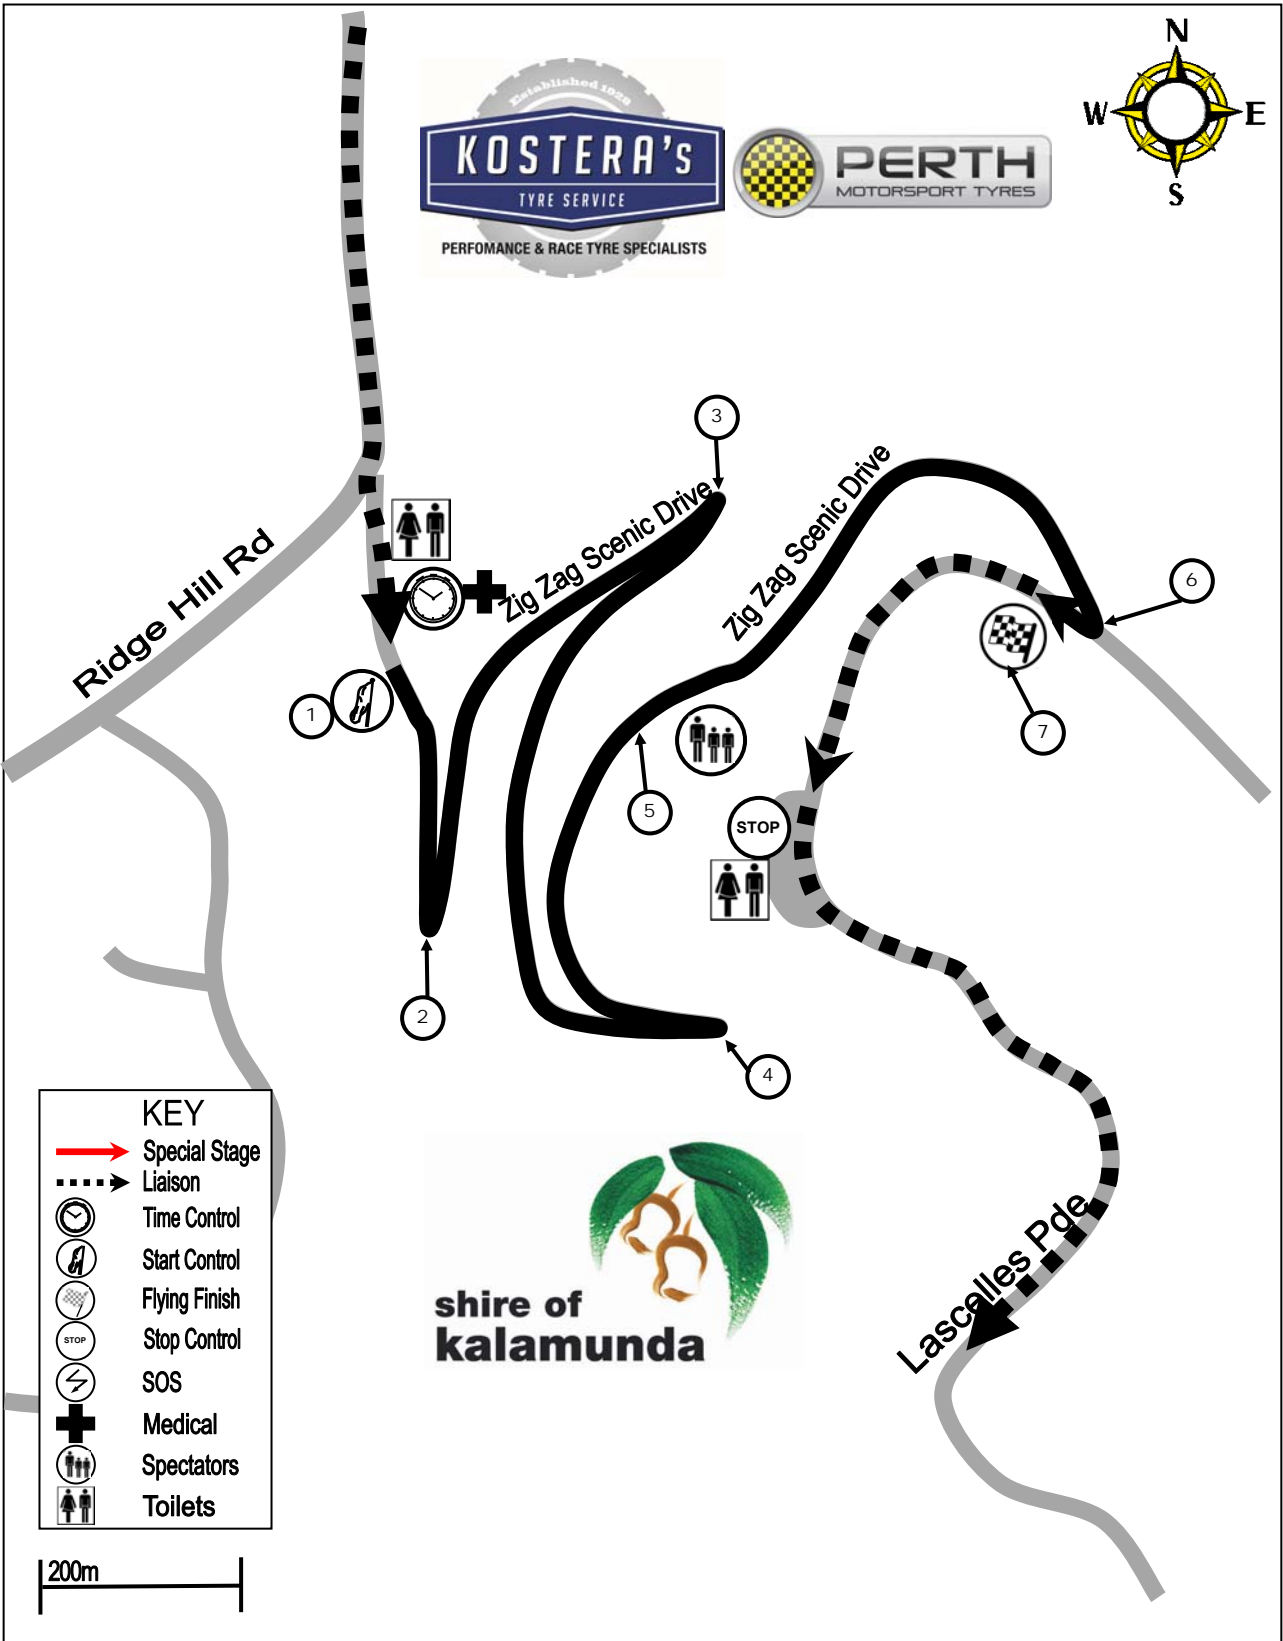 N
W
E
S
Established 1928
KOSTERA's
TYRE SERVICE
PERFOMANCE & RACE TYRE SPECIALISTS
PERTH
MOTORSPORT TYRES
3
Zig Zag Scenic Drive
Zig Zag Scenic Drive
Ridge Hill Rd
6
1
7
5
STOP
2
4
KEY
Special Stage
Liaison
Time Control
Start Control
Flying Finish
STOP
Stop Control
SOS
Medical
Spectators
Toilets
shire of
kalamunda
Lascelles Pde
200m